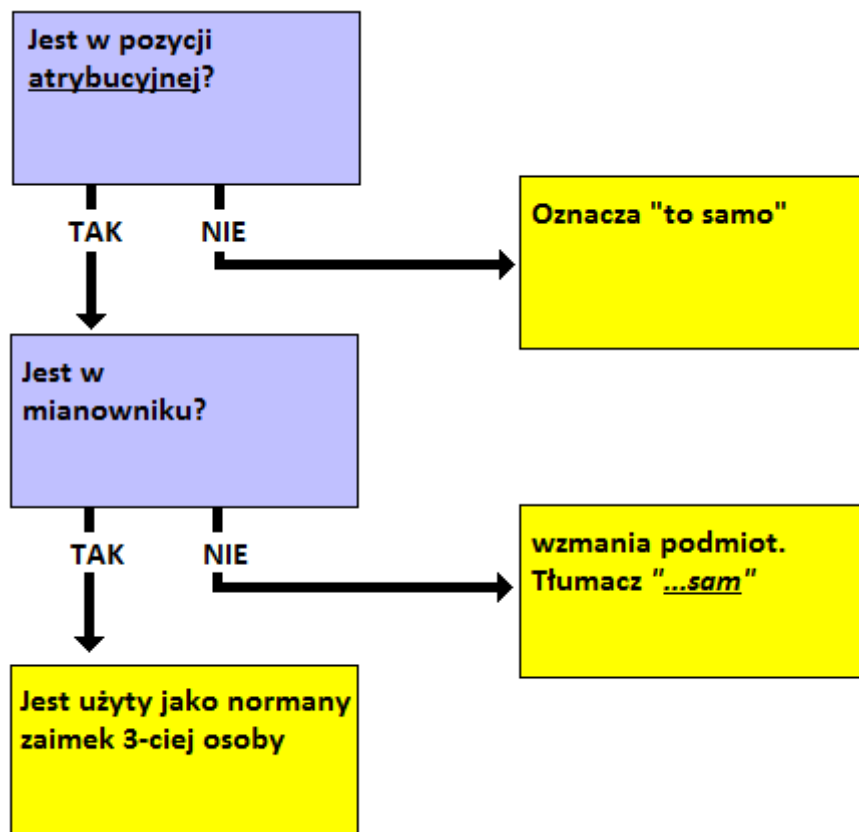 Jest w pozycji
atrybucyjnej?
TAK
NIE
Oznacza "to samo"
Jest w
mianowniku?
TAK
NIE
wzmania podmiot.
Tłumacz "...sam"
Jest użyty jako normany
zaimek 3-ciej osoby